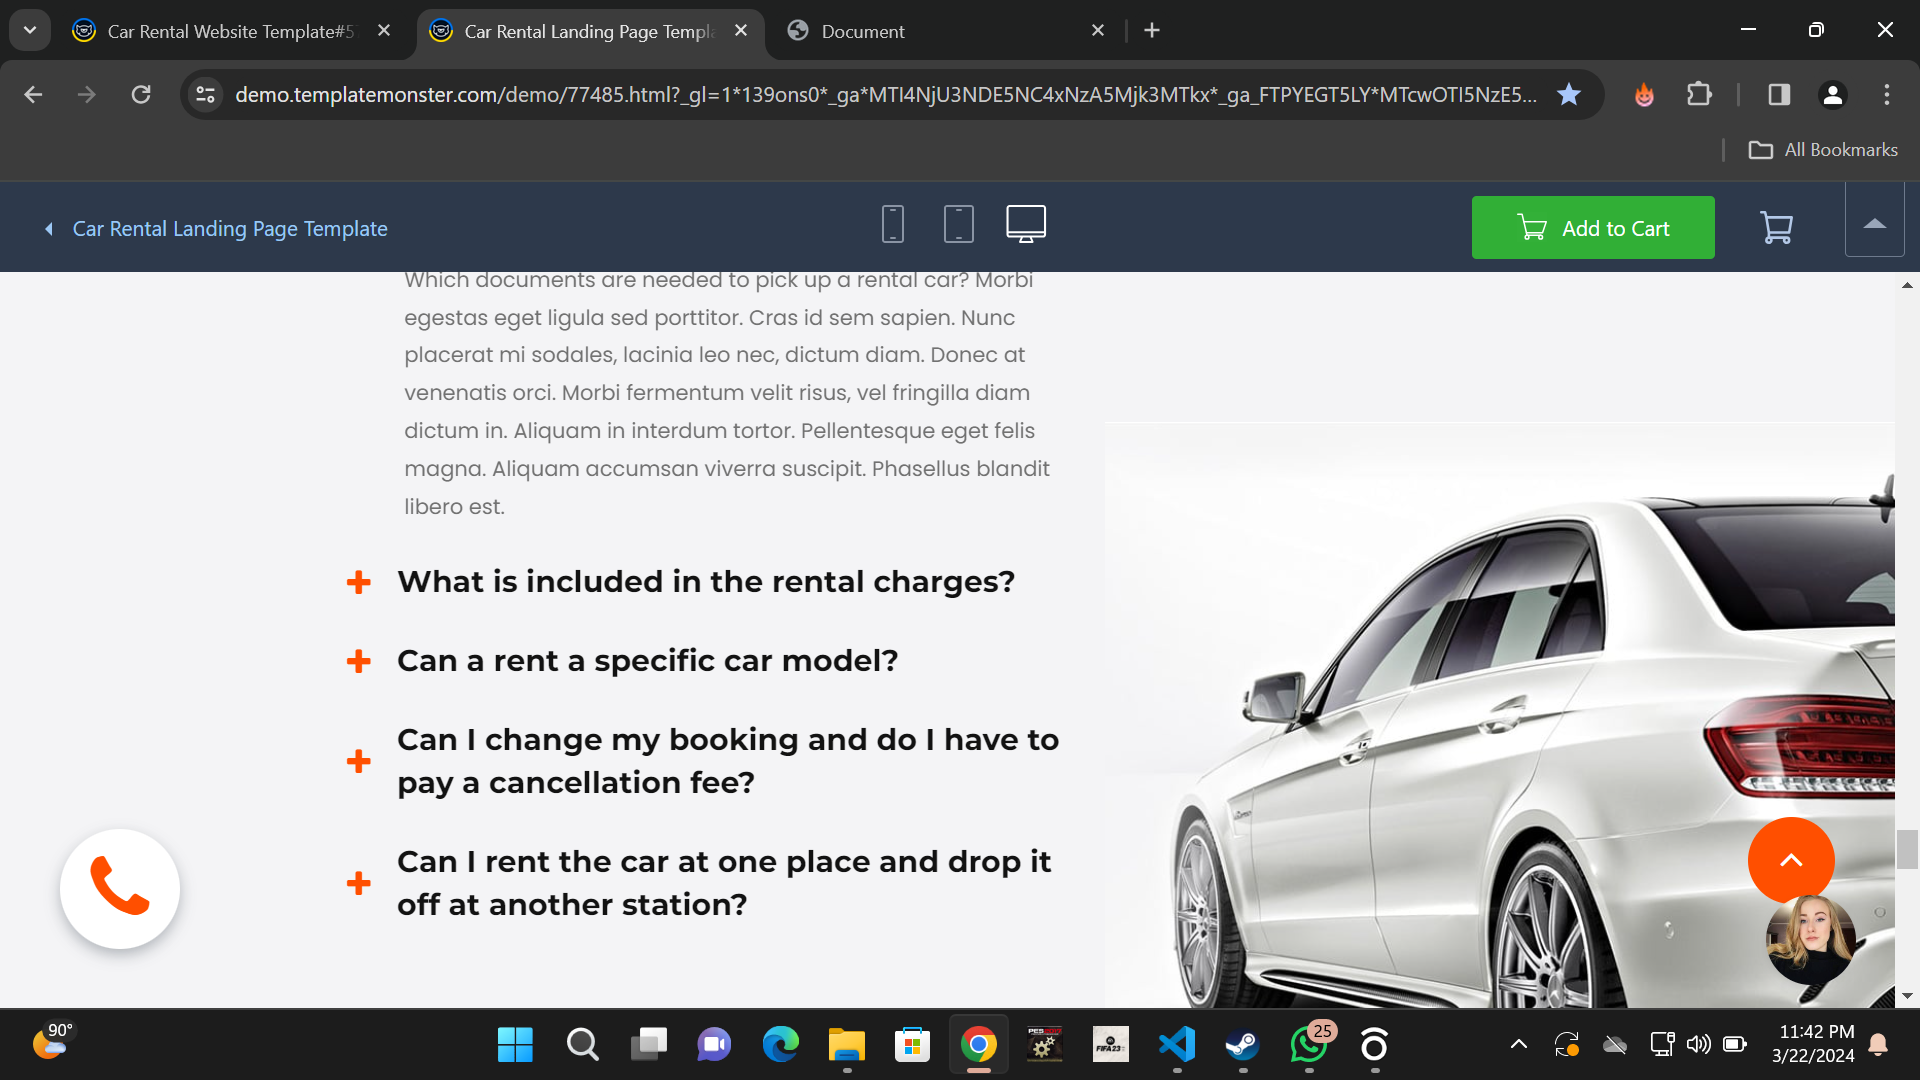 Car Rental Website Template#5
Car Rental Landing Page Templa
Document
demo.templatemonster.com/demo/77485.html?_gl=1*139ons0*_ga*MTI4NjU3NDE5NC4xNzA5Mjk3MTkx*_ga_FTPYEGT5LY*MTcwOTI5NzE5...
All Bookmarks
Car Rental Landing Page Template
Add to Cart
Which documents are needed to pick up a rental car? Morbi
egestas eget ligula sed porttitor. Cras id sem sapien. Nunc
placerat mi sodales, lacinia leo nec, dictum diam. Donec at
venenatis orci. Morbi fermentum velit risus, vel fringilla diam
dictum in. Aliquam in interdum tortor. Pellentesque eget felis
magna. Aliquam accumsan viverra suscipit. Phasellus blandit
libero est.
What is included in the rental charges?
Can a rent a specific car model?
Can I change my booking and do I have to
pay a cancellation fee?
Can I rent the car at one place and drop it
off at another station?
90°
FIFA 23
25
11:42 PM
3/22/2024